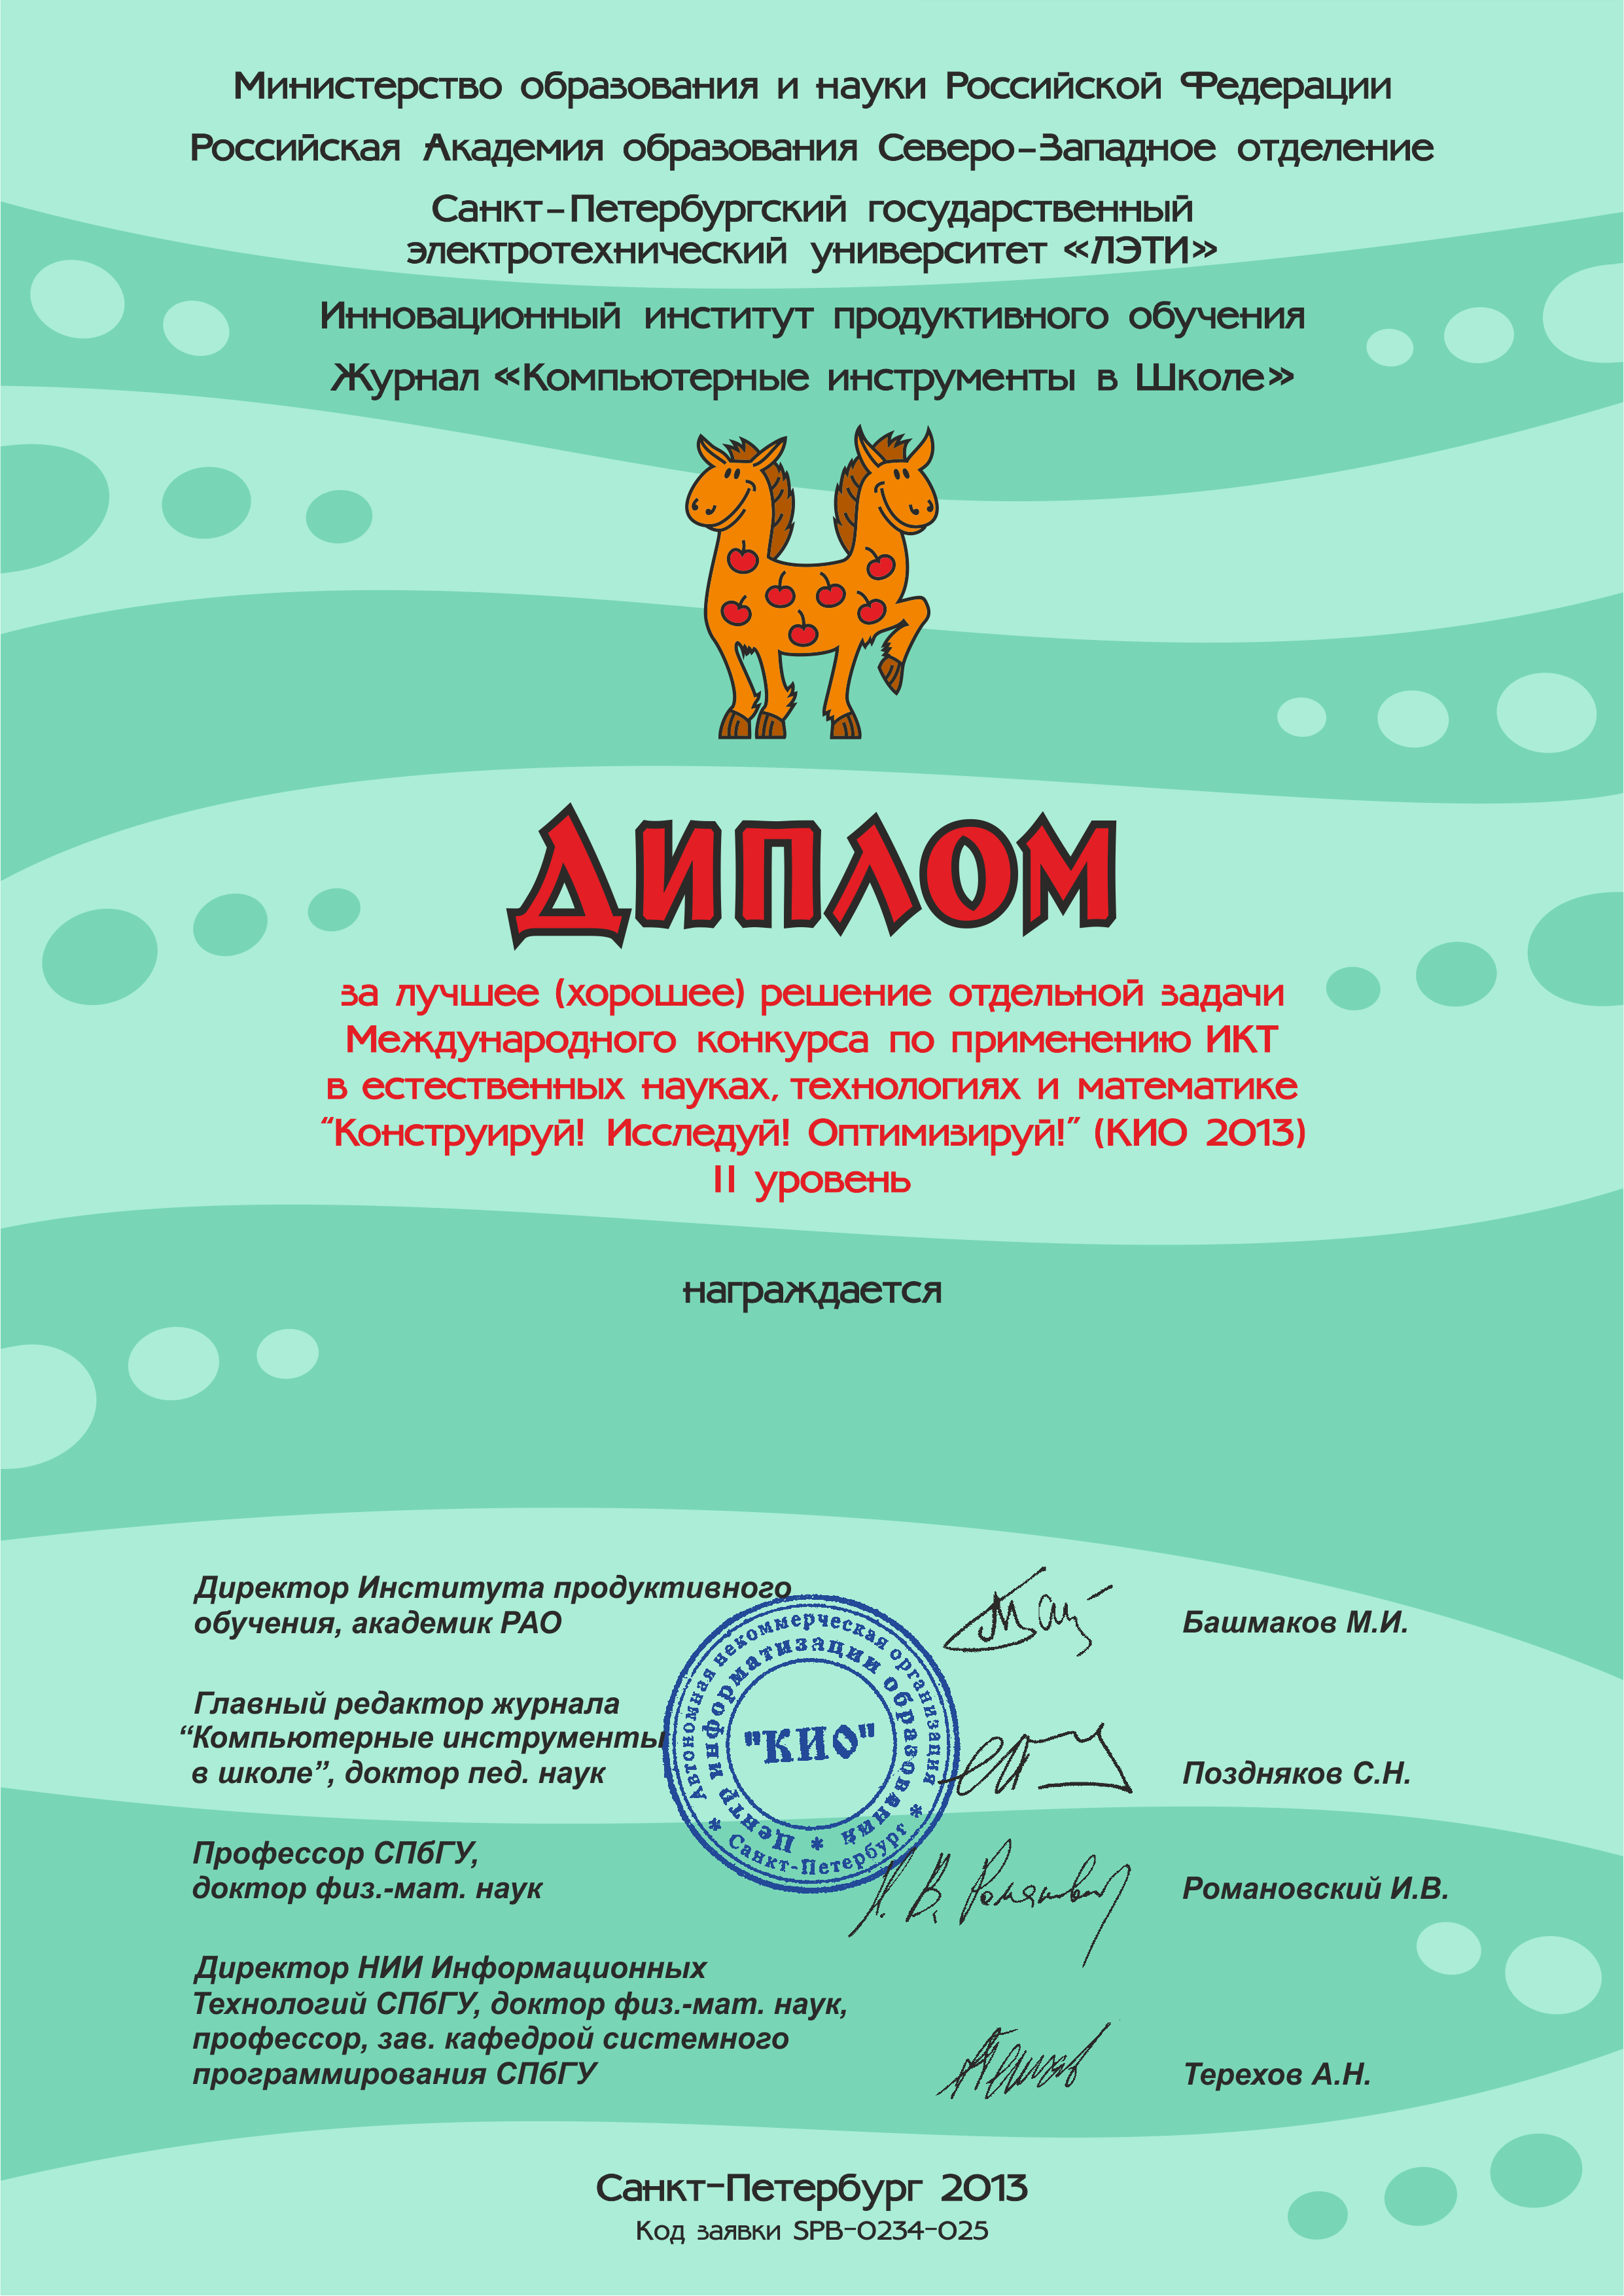 Министерство образования и науки Российской Федерации
Российская Академия образования Северо-Западное отделение
Санкт-Петербургский государственный
электротехнический университет «ЛЭТИ»
Инновационный институт продуктивного обучения
Журнал «Компьютерные инструменты в Школе»
Диплом
за лучшее (хорошее) решение отдельной задачи
Международного конкурса по применению ИКТ
в естественных науках, технологиях и математике
“Конструируй! Исследуй! Оптимизируй!” (КИО 2013)
II уровень
награждается
Директор Института продуктивного
обучения, академик РАО
Башмаков М.И.
Главный редактор журнала
“Компьютерные инструменты
в школе”, доктор пед. наук
Поздняков С.Н.
Автономная некоммерческая организация
Центр информатизации образования
"КИО"
* Санкт-Петербург *
Профессор СПбГУ,
доктор физ.-мат. наук
Романовский И.В.
Директор НИИ Информационных
Технологий СПбГУ, доктор физ.-мат. наук,
профессор, зав. кафедрой системного
программирования СПбГУ
Терехов А.Н.
Санкт-Петербург 2013
Код заявки SPB-0234-025